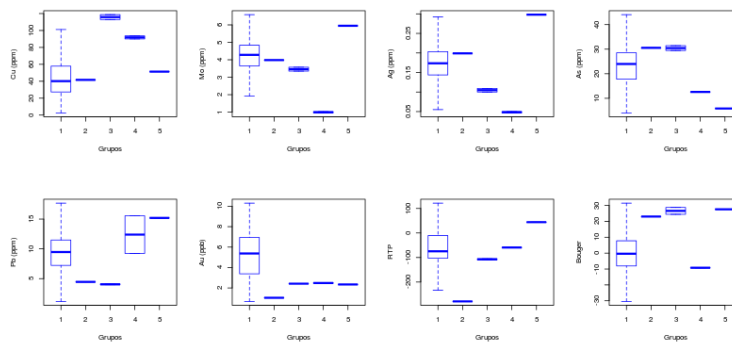 Cu (ppm)
0 20 40 60 80 100
1 2 3 4 5
Grupos
Mo (ppm)
1 2 3 4 5 6
1 2 3 4 5
Grupos
Ag (ppm)
0.05 0.15 0.25
1 2 3 4 5
Grupos
As (ppm)
10 20 30 40
1 2 3 4 5
Grupos
Pb (ppm)
5 10 15
1 2 3 4 5
Grupos
Au (ppb)
2 4 6 8 10
1 2 3 4 5
Grupos
RTP
-200 -100 0 100
1 2 3 4 5
Grupos
Bouger
-30 -10 0 10 20 30
1 2 3 4 5
Grupos